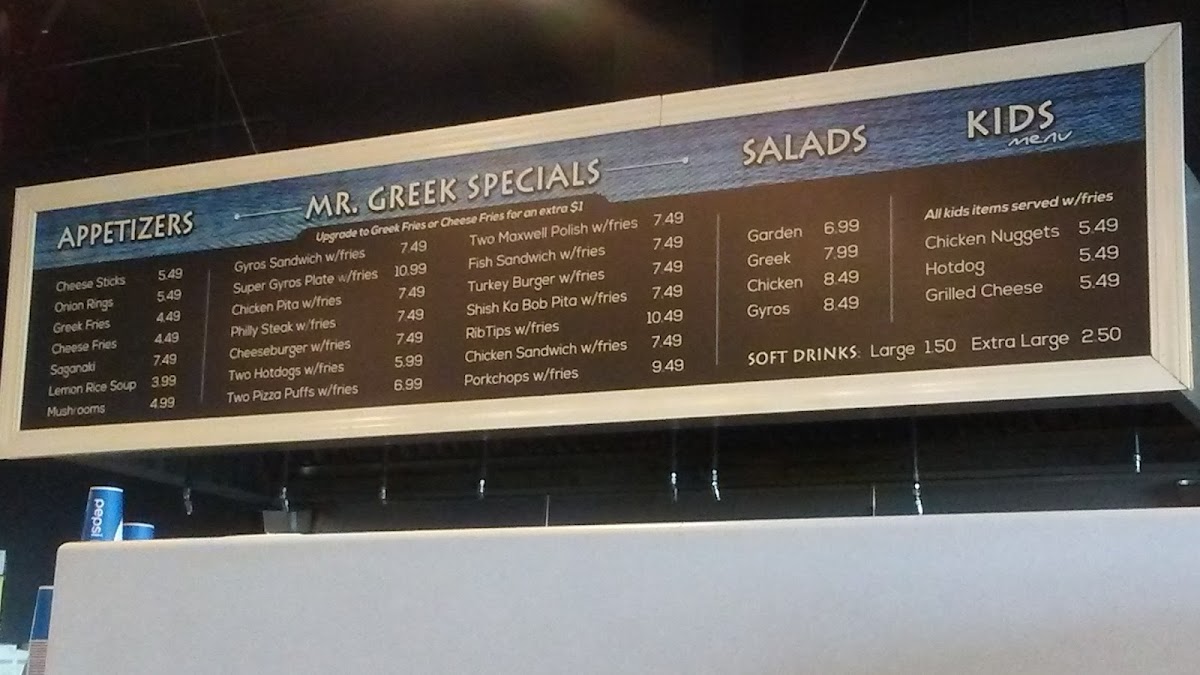 APPETIZERS
Cheese Sticks 5.49
Onion Rings 5.49
Greek Fries 4.49
Cheese Fries 4.49
Saganaki 7.49
Lemon Rice Soup 3.99
Mushrooms 4.99
MR. GREEK SPECIALS
Upgrade to Greek Fries or Cheese Fries for an extra $1
Gyros Sandwich w/fries 7.49
Super Gyros Plate w/fries 10.99
Chicken Pita w/fries 7.49
Philly Steak w/fries 7.49
Cheeseburger w/fries 7.49
Two Hotdogs w/fries 5.99
Two Pizza Puffs w/fries 6.99
Two Maxwell Polish w/fries 7.49
Fish Sandwich w/fries 7.49
Turkey Burger w/fries 7.49
Shish Ka Bob Pita w/fries 7.49
RibTips w/fries 10.49
Chicken Sandwich w/fries 7.49
Porkchops w/fries 9.49
SALADS
Garden 6.99
Greek 7.99
Chicken 8.49
Gyros 8.49
KIDS
menu
All kids items served w/fries
Chicken Nuggets 5.49
Hotdog 5.49
Grilled Cheese 5.49
SOFT DRINKS: Large 1.50 Extra Large 2.50
pepsi